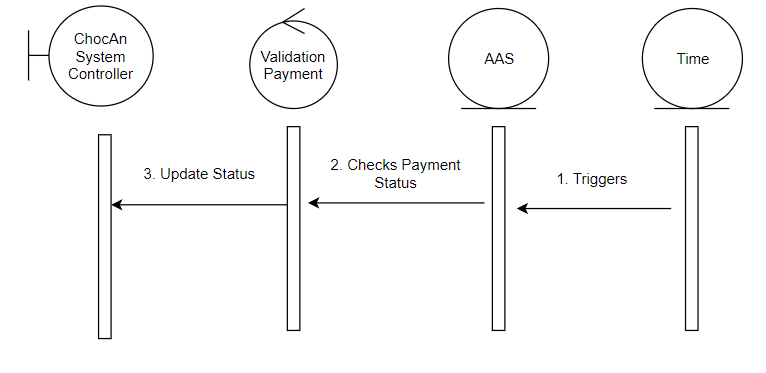 ChocAn
System
Controller
Validation
Payment
AAS
Time
3. Update Status
2. Checks Payment
Status
1. Triggers